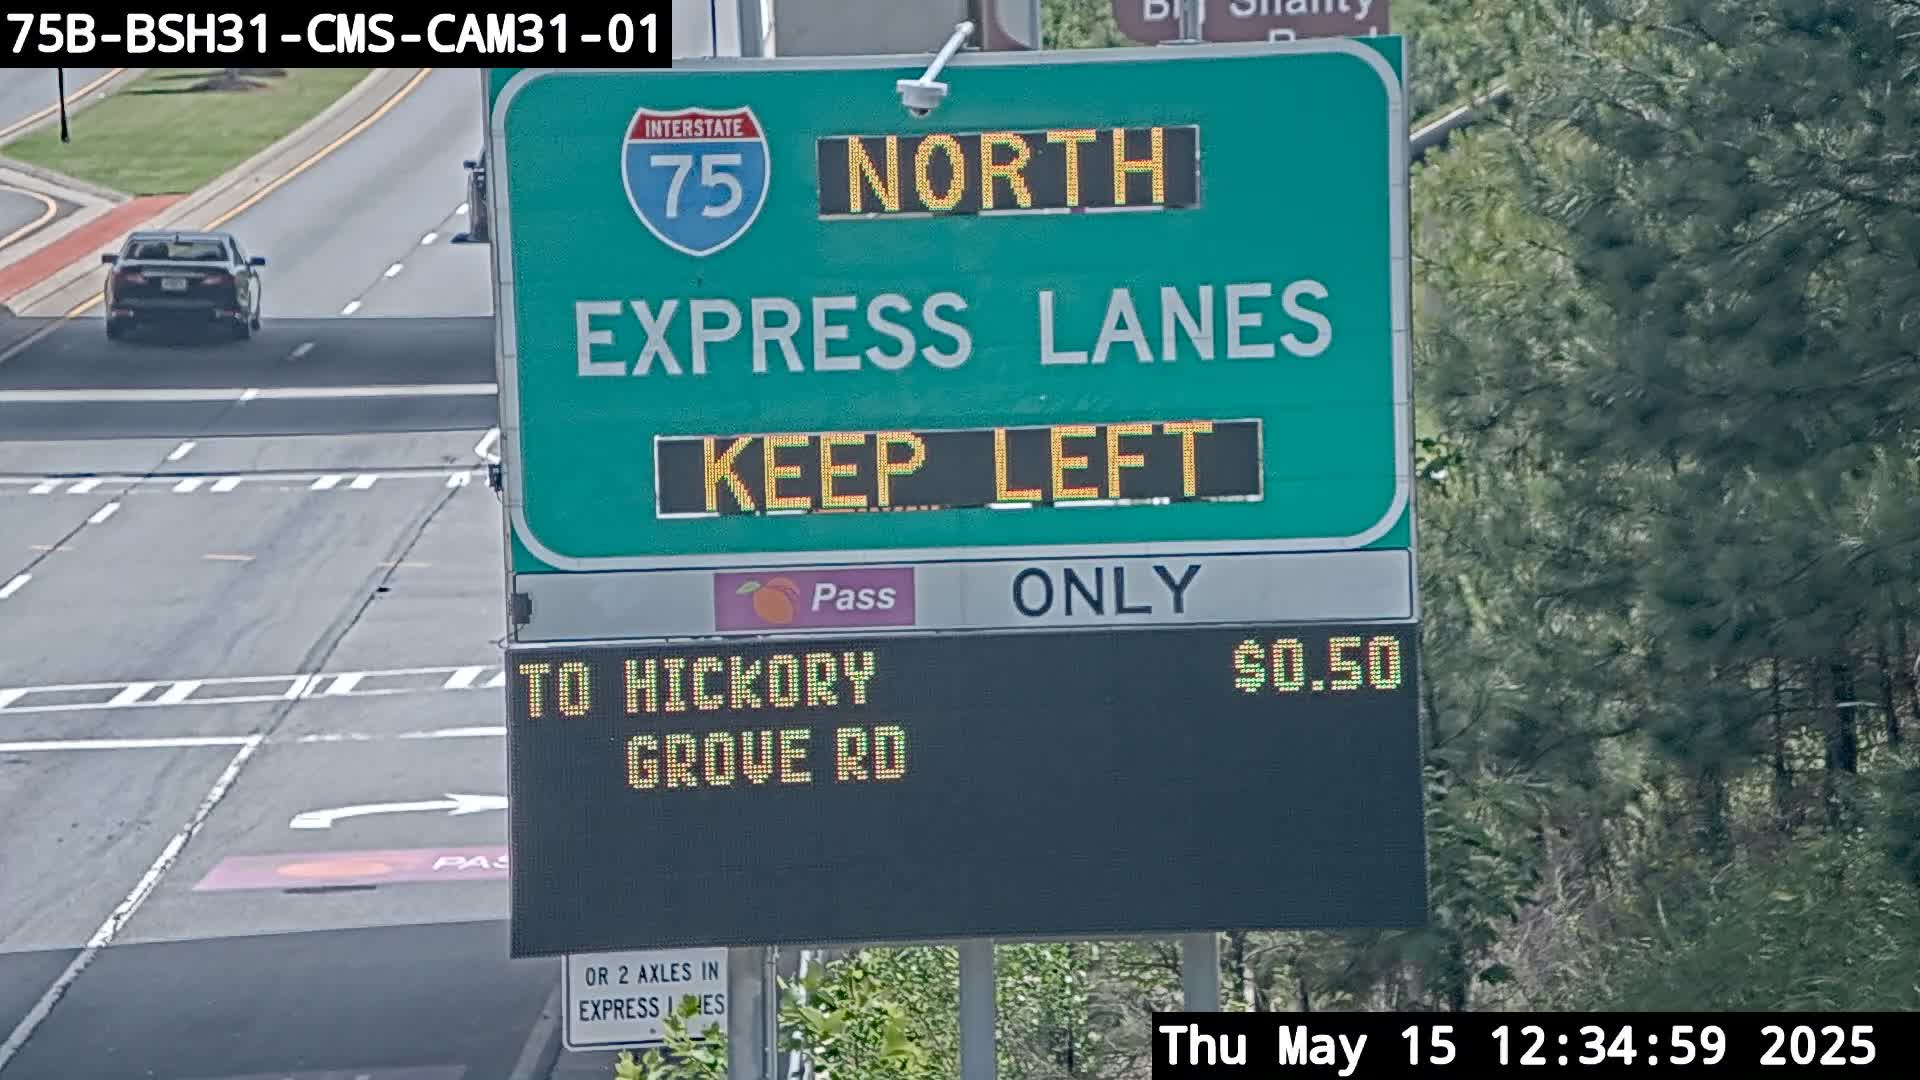 75B-BSH31-CMS-CAM31-01
Shanty
INTERSTATE
75
NORTH
EXPRESS LANES
KEEP LEFT
Pass ONLY
TO HICKORY $0.50
GROVE RD
OR 2 AXLES IN
EXPRESS
Thu May 15 12:34:59 2025